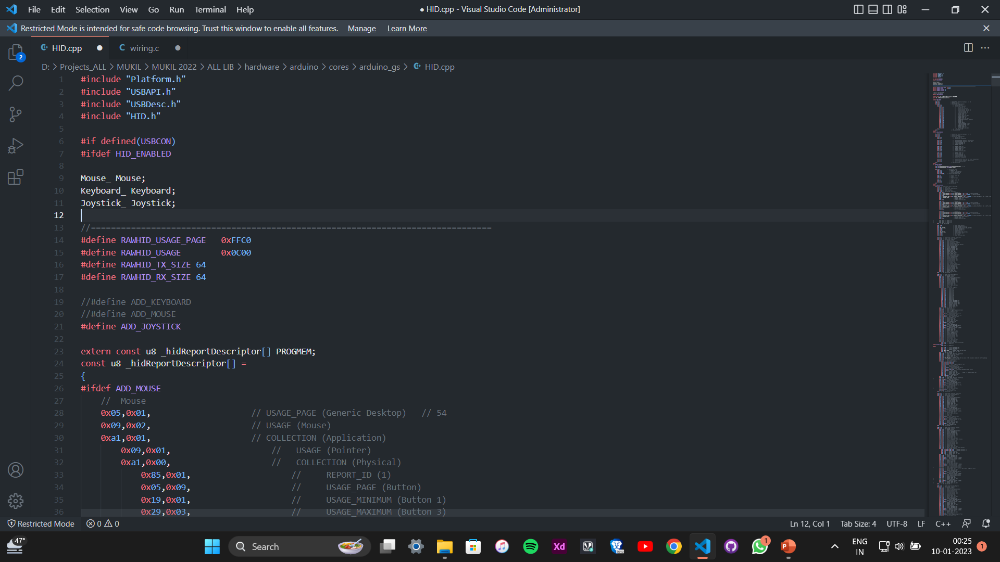 File Edit Selection View Go Run Terminal Help
● HID.cpp - Visual Studio Code [Administrator]
Restricted Mode is intended for safe code browsing. Trust this window to enable all features. Manage Learn More
2
HID.cpp ●
C wiring.c ●
D: > Projects_ALL > MUKIL > MUKIL 2022 > ALL LIB > hardware > arduino > cores > arduino_gs > HID.cpp
1 #include "Platform.h"
2 #include "USBAPI.h"
3 #include "USBDesc.h"
4 #include "HID.h"
5
6 #if defined(USBCON)
7 #ifdef HID_ENABLED
8
9 Mouse_ Mouse;
10 Keyboard_ Keyboard;
11 Joystick_ Joystick;
12
13 //================================================================================
14 #define RAWHID_USAGE_PAGE   0xFFC0
15 #define RAWHID_USAGE        0x0C00
16 #define RAWHID_TX_SIZE 64
17 #define RAWHID_RX_SIZE 64
18
19 //#define ADD_KEYBOARD
20 //#define ADD_MOUSE
21 #define ADD_JOYSTICK
22
23 extern const u8 _hidReportDescriptor[] PROGMEM;
24 const u8 _hidReportDescriptor[] =
25 {
26 #ifdef ADD_MOUSE
27     //  Mouse
28     0x05,0x01,                    // USAGE_PAGE (Generic Desktop)   // 54
29     0x09,0x02,                    // USAGE (Mouse)
30     0xa1,0x01,                    // COLLECTION (Application)
31         0x09,0x01,                    //   USAGE (Pointer)
32         0xa1,0x00,                    //   COLLECTION (Physical)
33             0x85,0x01,                    //     REPORT_ID (1)
34             0x05,0x09,                    //     USAGE_PAGE (Button)
35             0x19,0x01,                    //     USAGE_MINIMUM (Button 1)
36             0x29,0x03,                    //     USAGE_MAXIMUM (Button 3)
Restricted Mode 0 0
Ln 12, Col 1 Tab Size: 4 UTF-8 LF C++
47°
Search
Xd
beta
1
P
ENG
IN
00:25
10-01-2023
1